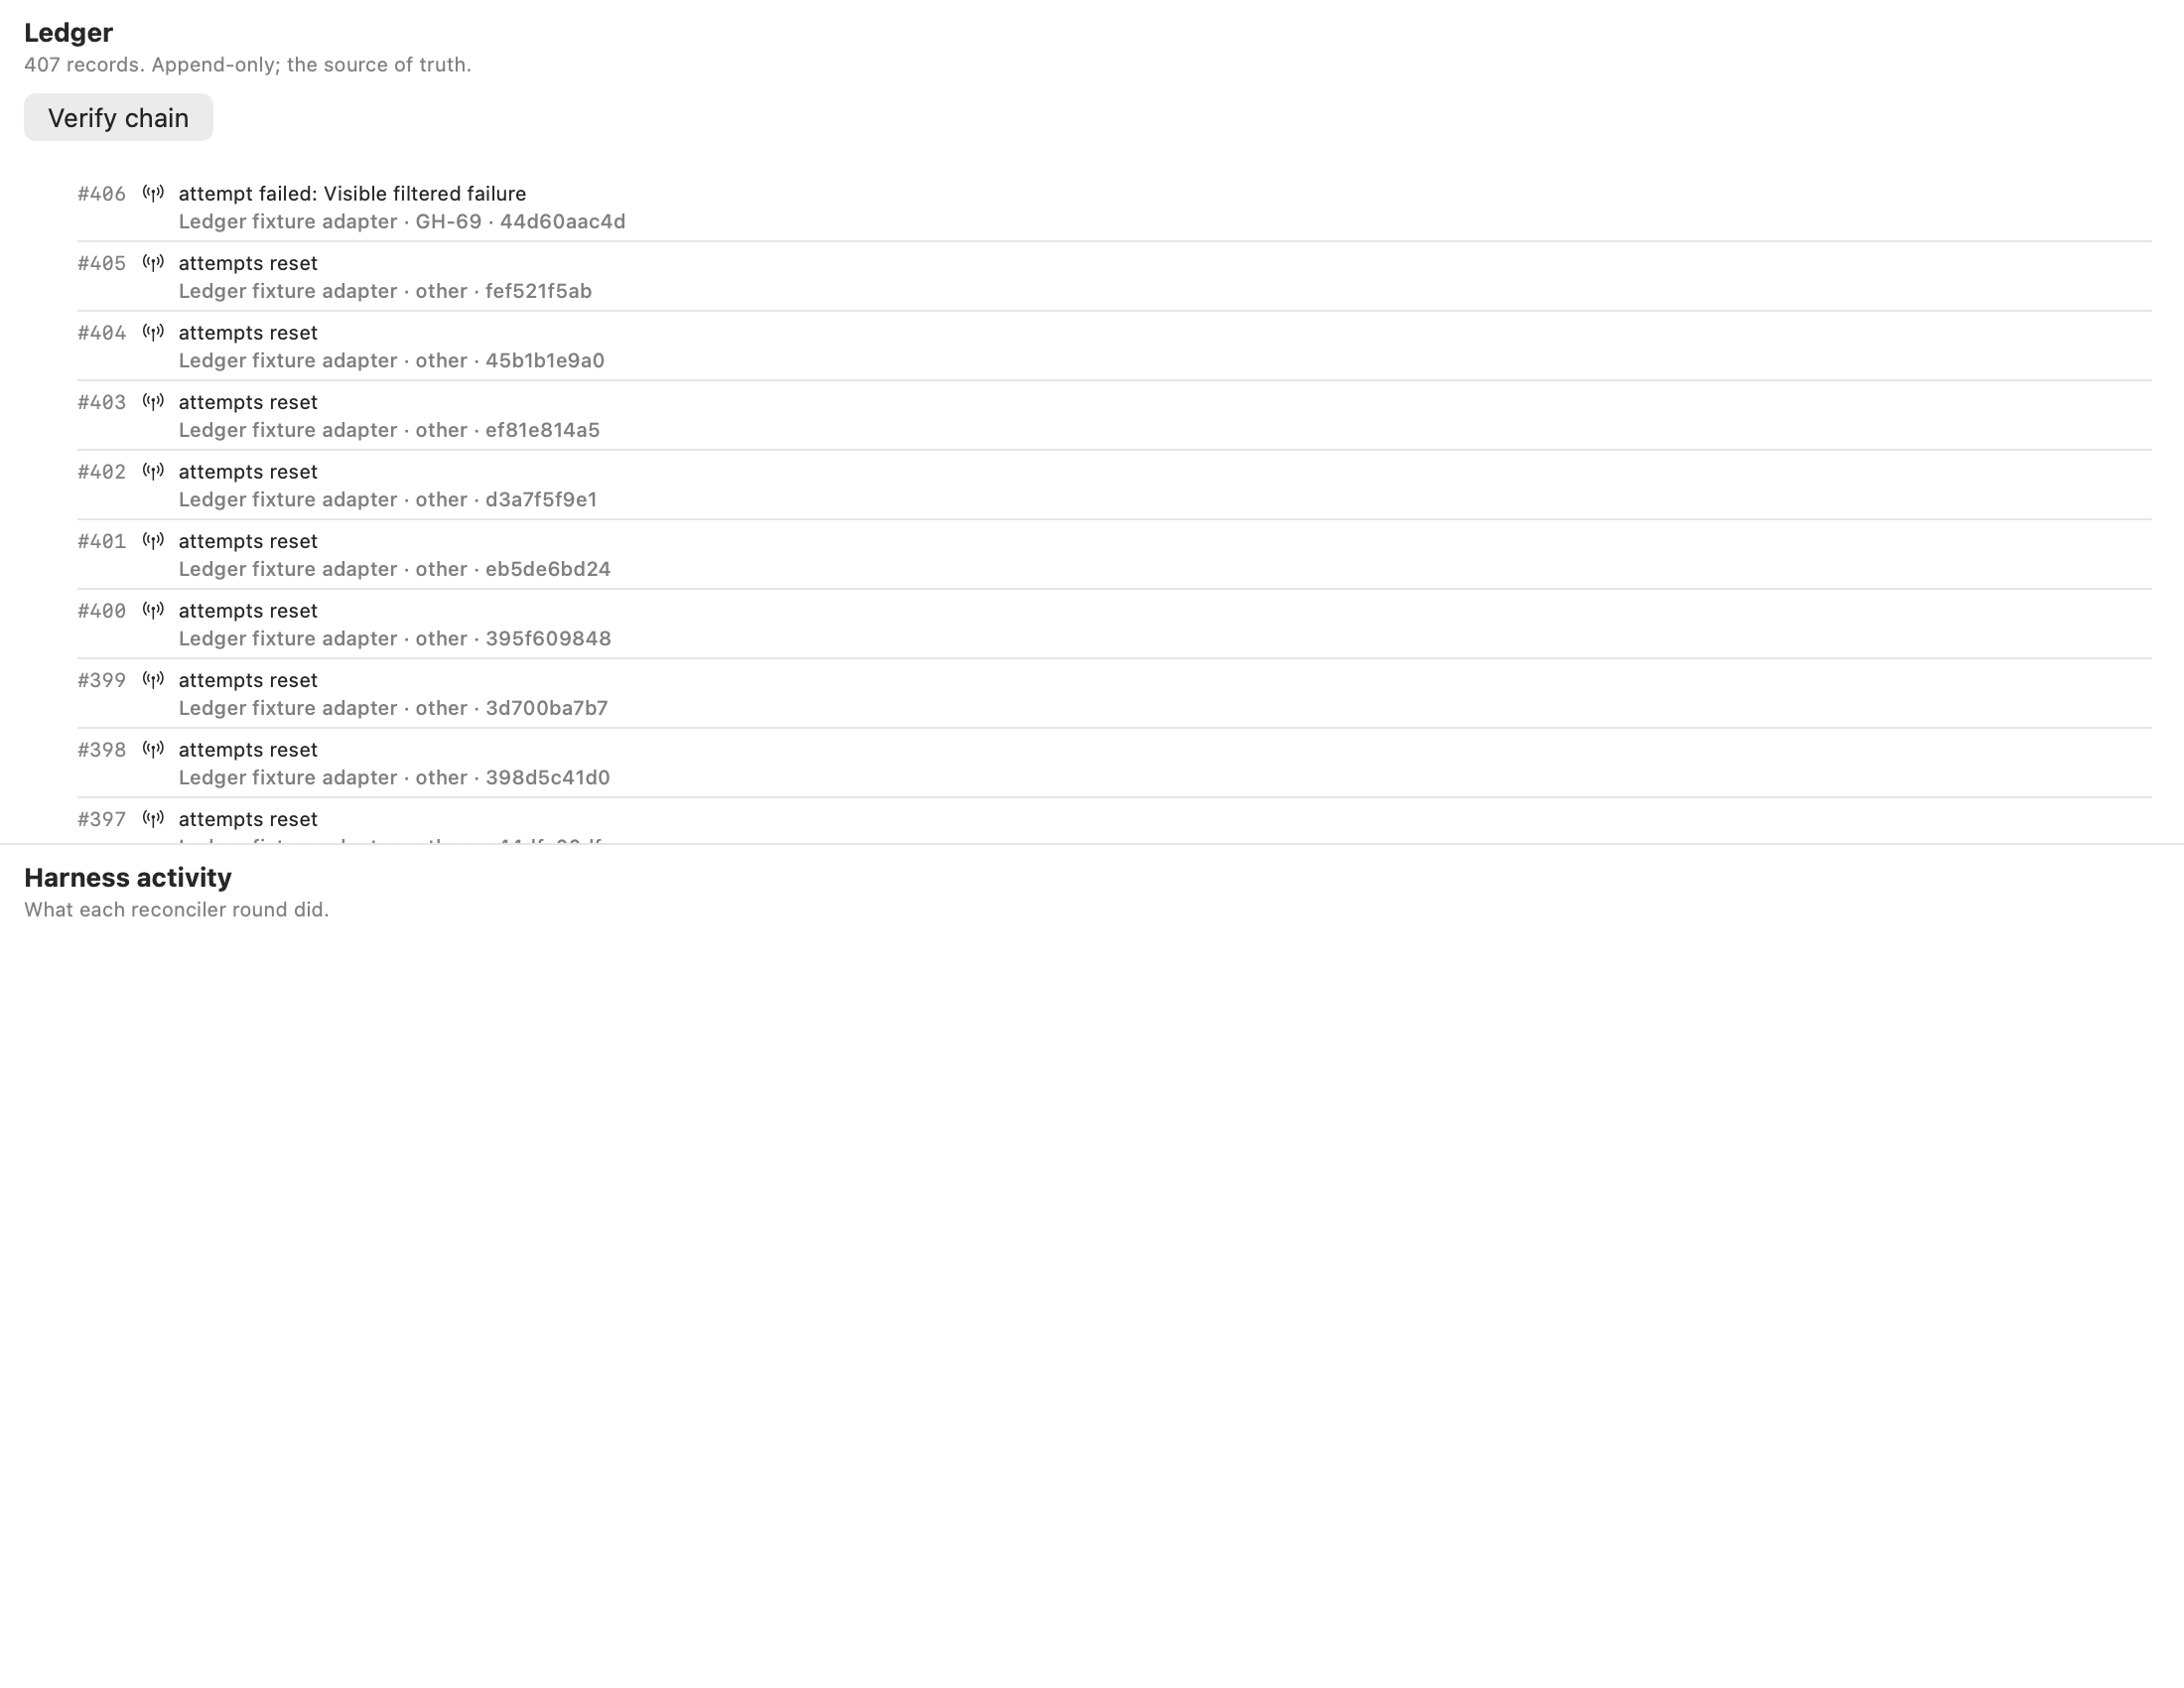 Ledger
407 records. Append-only; the source of truth.
Verify chain
#406 attempt failed: Visible filtered failure
Ledger fixture adapter · GH-69 · 44d60aac4d
#405 attempts reset
Ledger fixture adapter · other · fef521f5ab
#404 attempts reset
Ledger fixture adapter · other · 45b1b1e9a0
#403 attempts reset
Ledger fixture adapter · other · ef81e814a5
#402 attempts reset
Ledger fixture adapter · other · d3a7f5f9e1
#401 attempts reset
Ledger fixture adapter · other · eb5de6bd24
#400 attempts reset
Ledger fixture adapter · other · 395f609848
#399 attempts reset
Ledger fixture adapter · other · 3d700ba7b7
#398 attempts reset
Ledger fixture adapter · other · 398d5c41d0
#397 attempts reset
Harness activity
What each reconciler round did.